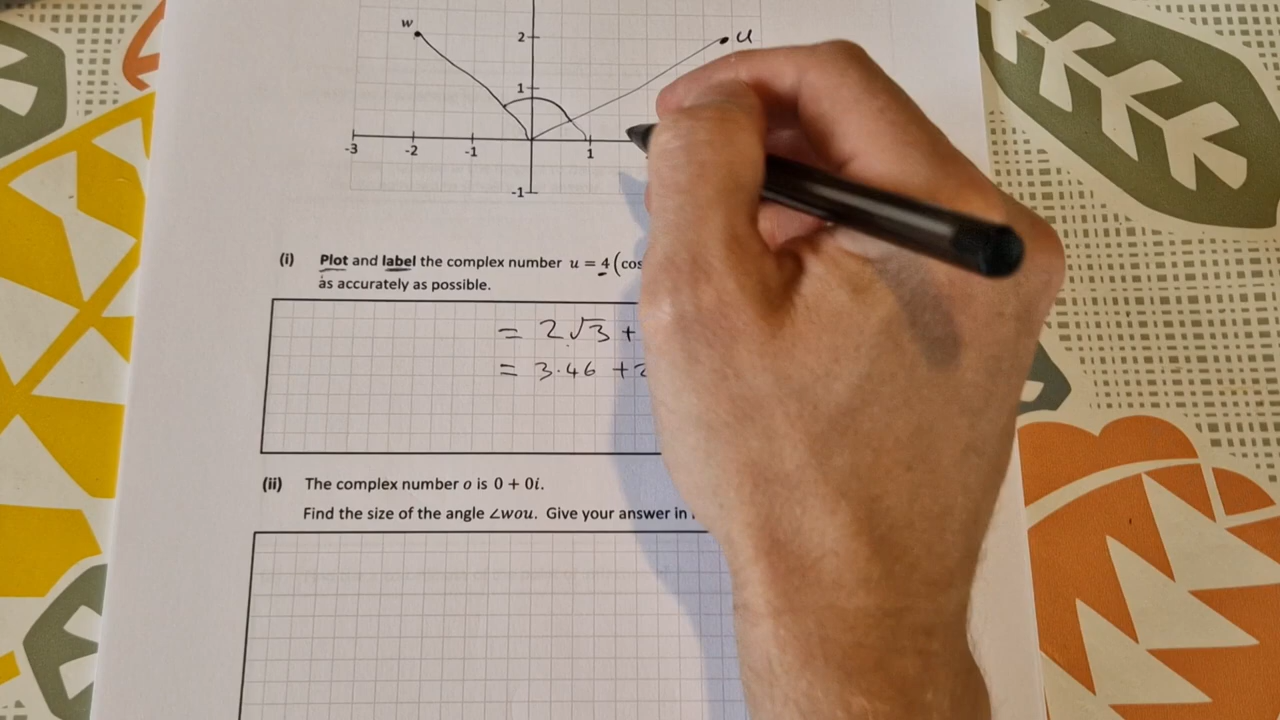 w
2
u
1
-3
-2
-1
1
-1
(i) Plot and label the complex number u = 4 (cos
as accurately as possible.
= 2√3 +
= 3.46 +2
(ii) The complex number o is 0 + 0i.
Find the size of the angle ∠wou. Give your answer in